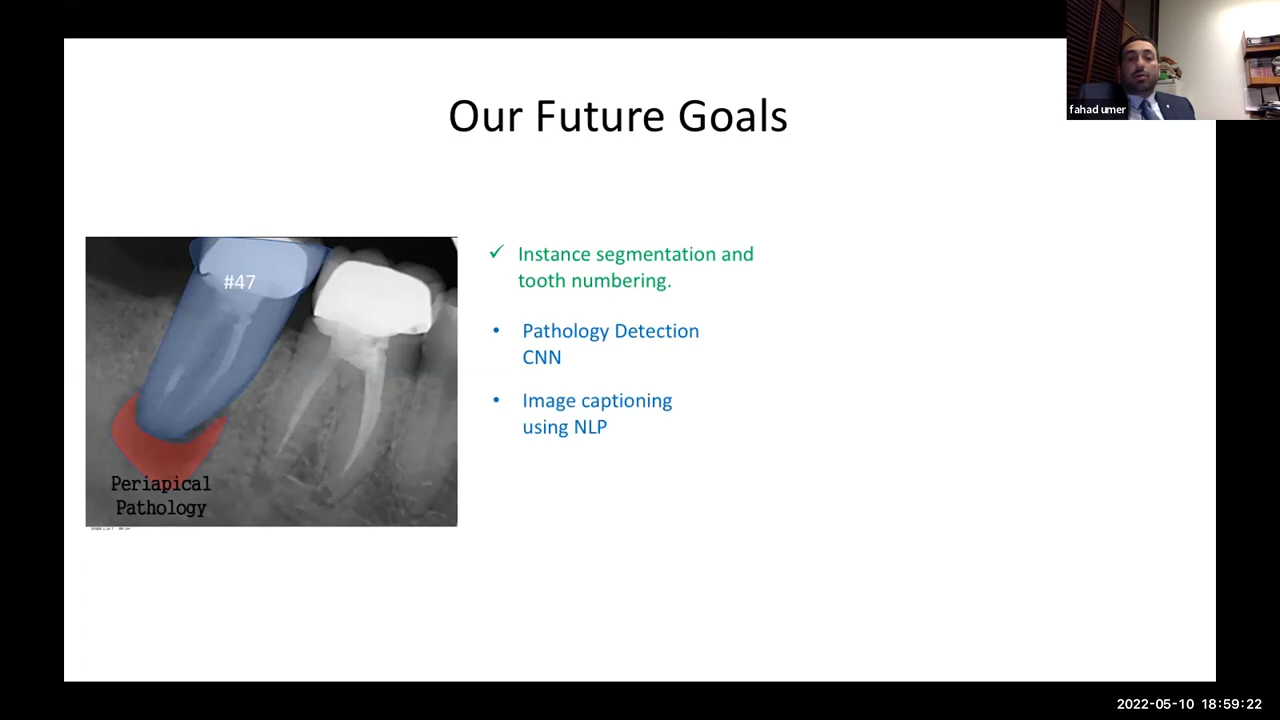 fahad umer
Our Future Goals
#47
Periapical
Pathology
✓ Instance segmentation and
tooth numbering.
• Pathology Detection
CNN
• Image captioning
using NLP
2022-05-10 18:59:22